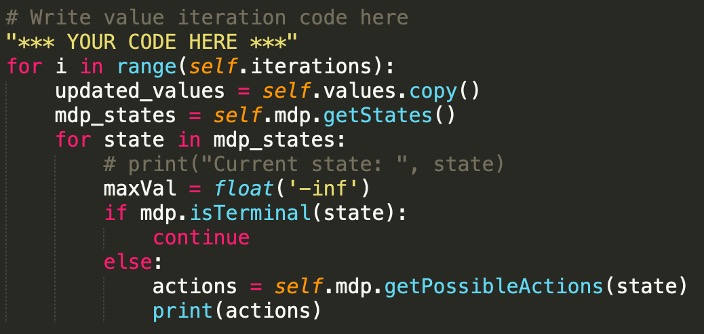 # Write value iteration code here
"*** YOUR CODE HERE ***"
for i in range(self.iterations):
    updated_values = self.values.copy()
    mdp_states = self.mdp.getStates()
    for state in mdp_states:
        # print("Current state: ", state)
        maxVal = float('-inf')
        if mdp.isTerminal(state):
            continue
        else:
            actions = self.mdp.getPossibleActions(state)
            print(actions)